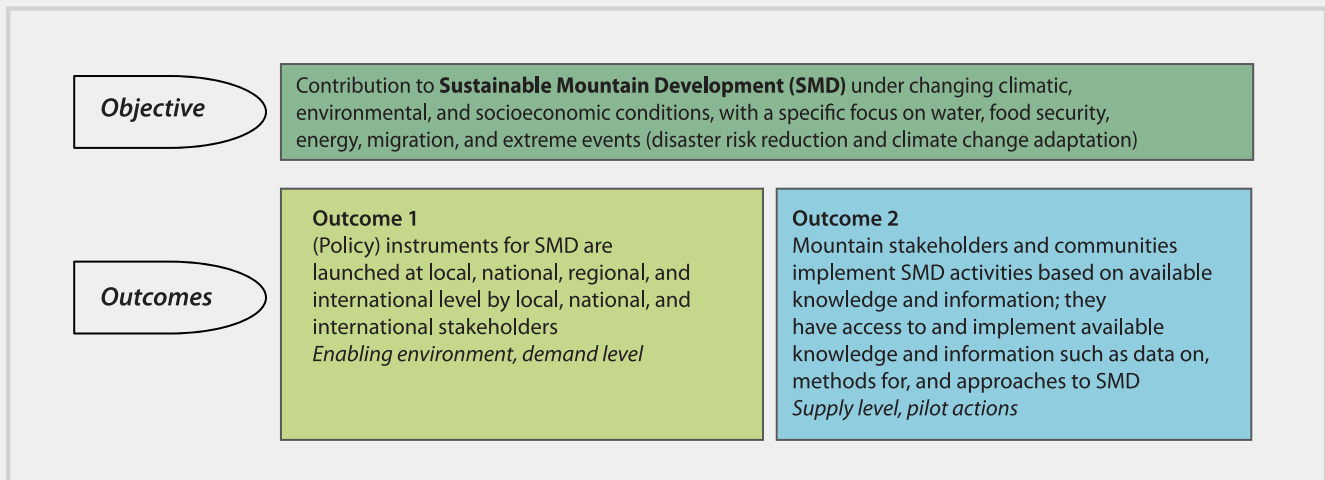 Objective
Contribution to Sustainable Mountain Development (SMD) under changing climatic,
environmental, and socioeconomic conditions, with a specific focus on water, food security,
energy, migration, and extreme events (disaster risk reduction and climate change adaptation)
Outcomes
Outcome 1
(Policy) instruments for SMD are
launched at local, national, regional, and
international level by local, national, and
international stakeholders
Enabling environment, demand level
Outcome 2
Mountain stakeholders and communities
implement SMD activities based on available
knowledge and information; they
have access to and implement available
knowledge and information such as data on,
methods for, and approaches to SMD
Supply level, pilot actions